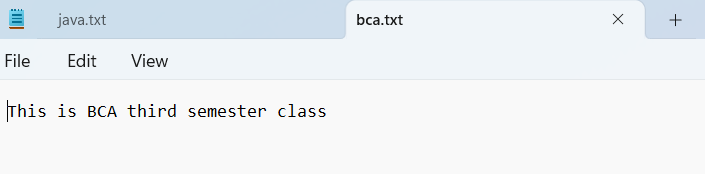 java.txt bca.txt
File Edit View
This is BCA third semester class